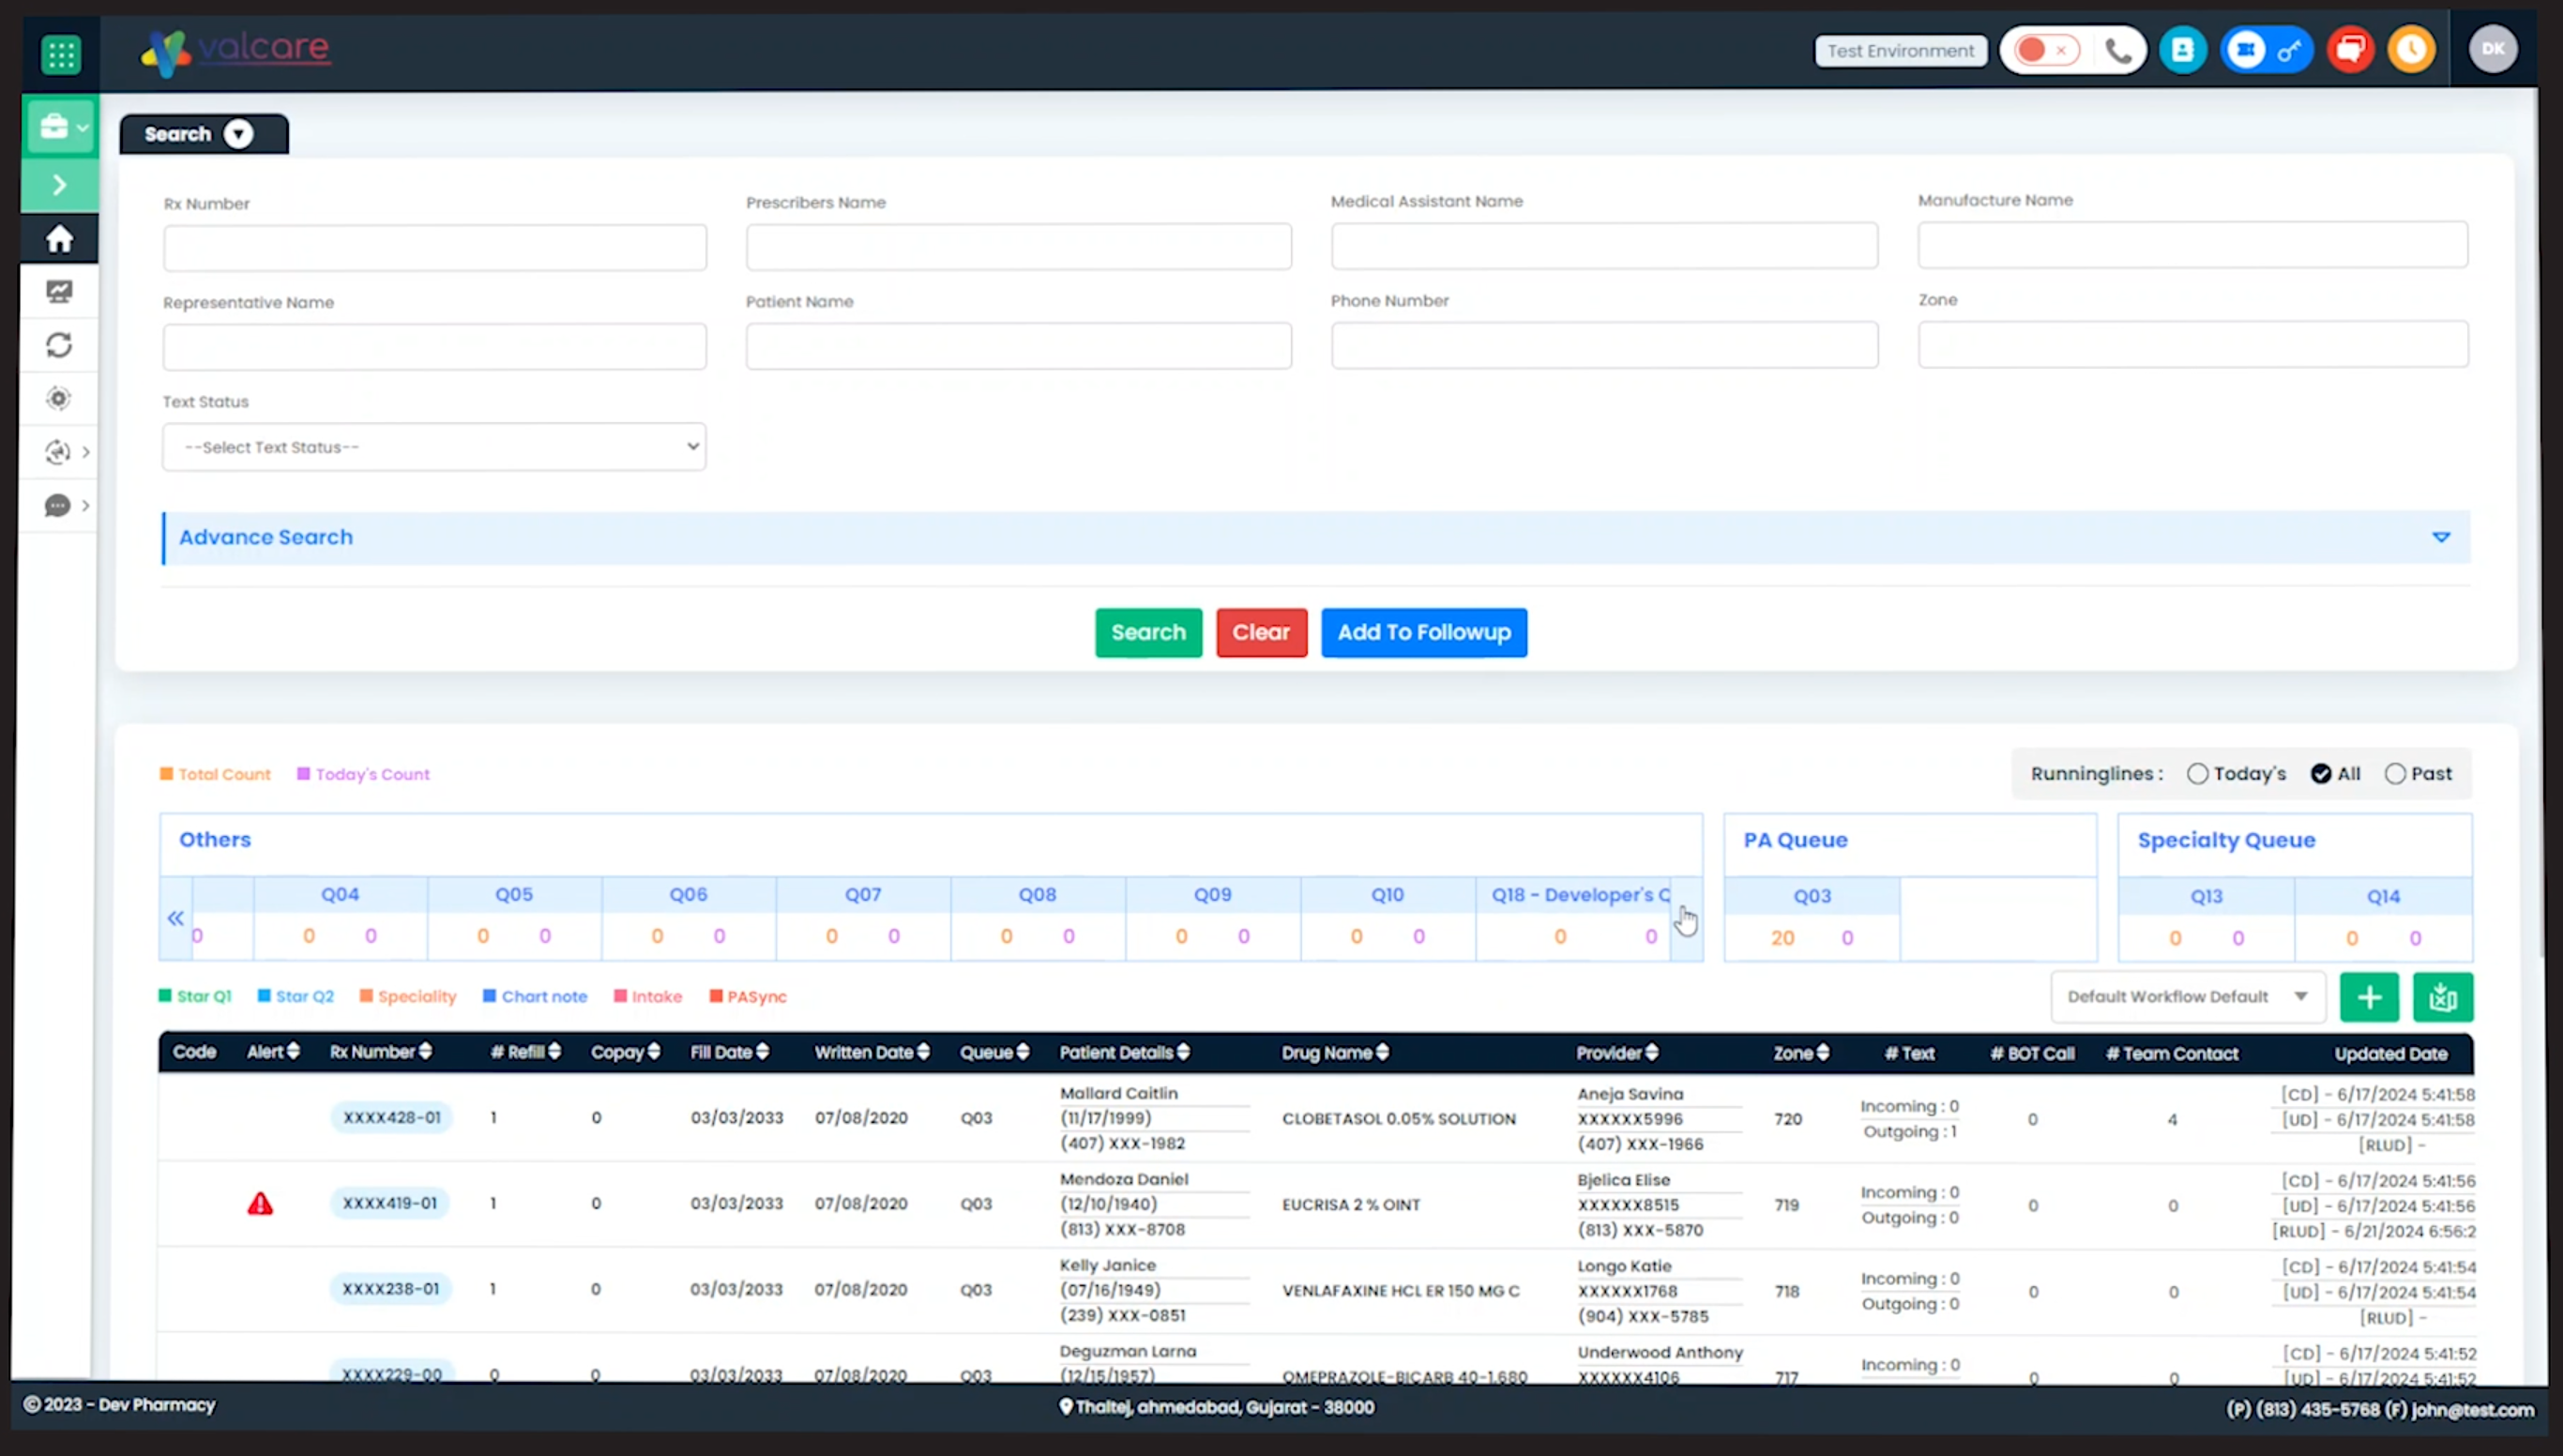 valcare
Test Environment
DK
Search
Rx Number
Prescribers Name
Medical Assistant Name
Manufacture Name
Representative Name
Patient Name
Phone Number
Zone
Text Status
--Select Text Status--
Advance Search
Search
Clear
Add To Followup
Total Count Today's Count
Runninglines : Today's All Past
Others
PA Queue
Specialty Queue
Q04 Q05 Q06 Q07 Q08 Q09 Q10 Q18 - Developer's Q03 Q13 Q14
0 0 0 0 0 0 0 0 0 0 0 0 0 0 0 0 0 20 0 0 0 0 0
Star Q1 Star Q2 Speciality Chart note Intake PASync
Default Workflow Default
Code Alert Rx Number # Refill Copay Fill Date Written Date Queue Patient Details Drug Name Provider Zone # Text # BOT Call # Team Contact Updated Date
XXXX428-01 1 0 03/03/2033 07/08/2020 Q03
Mallard Caitlin
(11/17/1999)
(407) XXX-1982
CLOBETASOL 0.05% SOLUTION
Aneja Savina
XXXXXX5996
(407) XXX-1966
720
Incoming : 0
Outgoing : 1
0 4
[CD] - 6/17/2024 5:41:58
[UD] - 6/17/2024 5:41:58
[RLUD] -
XXXX419-01 1 0 03/03/2033 07/08/2020 Q03
Mendoza Daniel
(12/10/1940)
(813) XXX-8708
EUCRISA 2 % OINT
Bjelica Elise
XXXXXX8515
(813) XXX-5870
719
Incoming : 0
Outgoing : 0
0 0
[CD] - 6/17/2024 5:41:56
[UD] - 6/17/2024 5:41:56
[RLUD] - 6/21/2024 6:56:2
XXXX238-01 1 0 03/03/2033 07/08/2020 Q03
Kelly Janice
(07/16/1949)
(239) XXX-0851
VENLAFAXINE HCL ER 150 MG C
Longo Katie
XXXXXX1768
(904) XXX-5785
718
Incoming : 0
Outgoing : 0
0 0
[CD] - 6/17/2024 5:41:54
[UD] - 6/17/2024 5:41:54
[RLUD] -
XXXX229-00 0 0 03/03/2033 07/08/2020 Q03
Deguzman Larna
(12/15/1957)
OMEPRAZOLE-BICARB 40-1,680
Underwood Anthony
XXXXXX4106
717
Incoming : 0
0 0
[CD] - 6/17/2024 5:41:52
[UD] - 6/17/2024 5:41:52
© 2023 - Dev Pharmacy
Thaltej, ahmedabad, Gujarat - 38000
(P) (813) 435-5768 (F) john@test.com